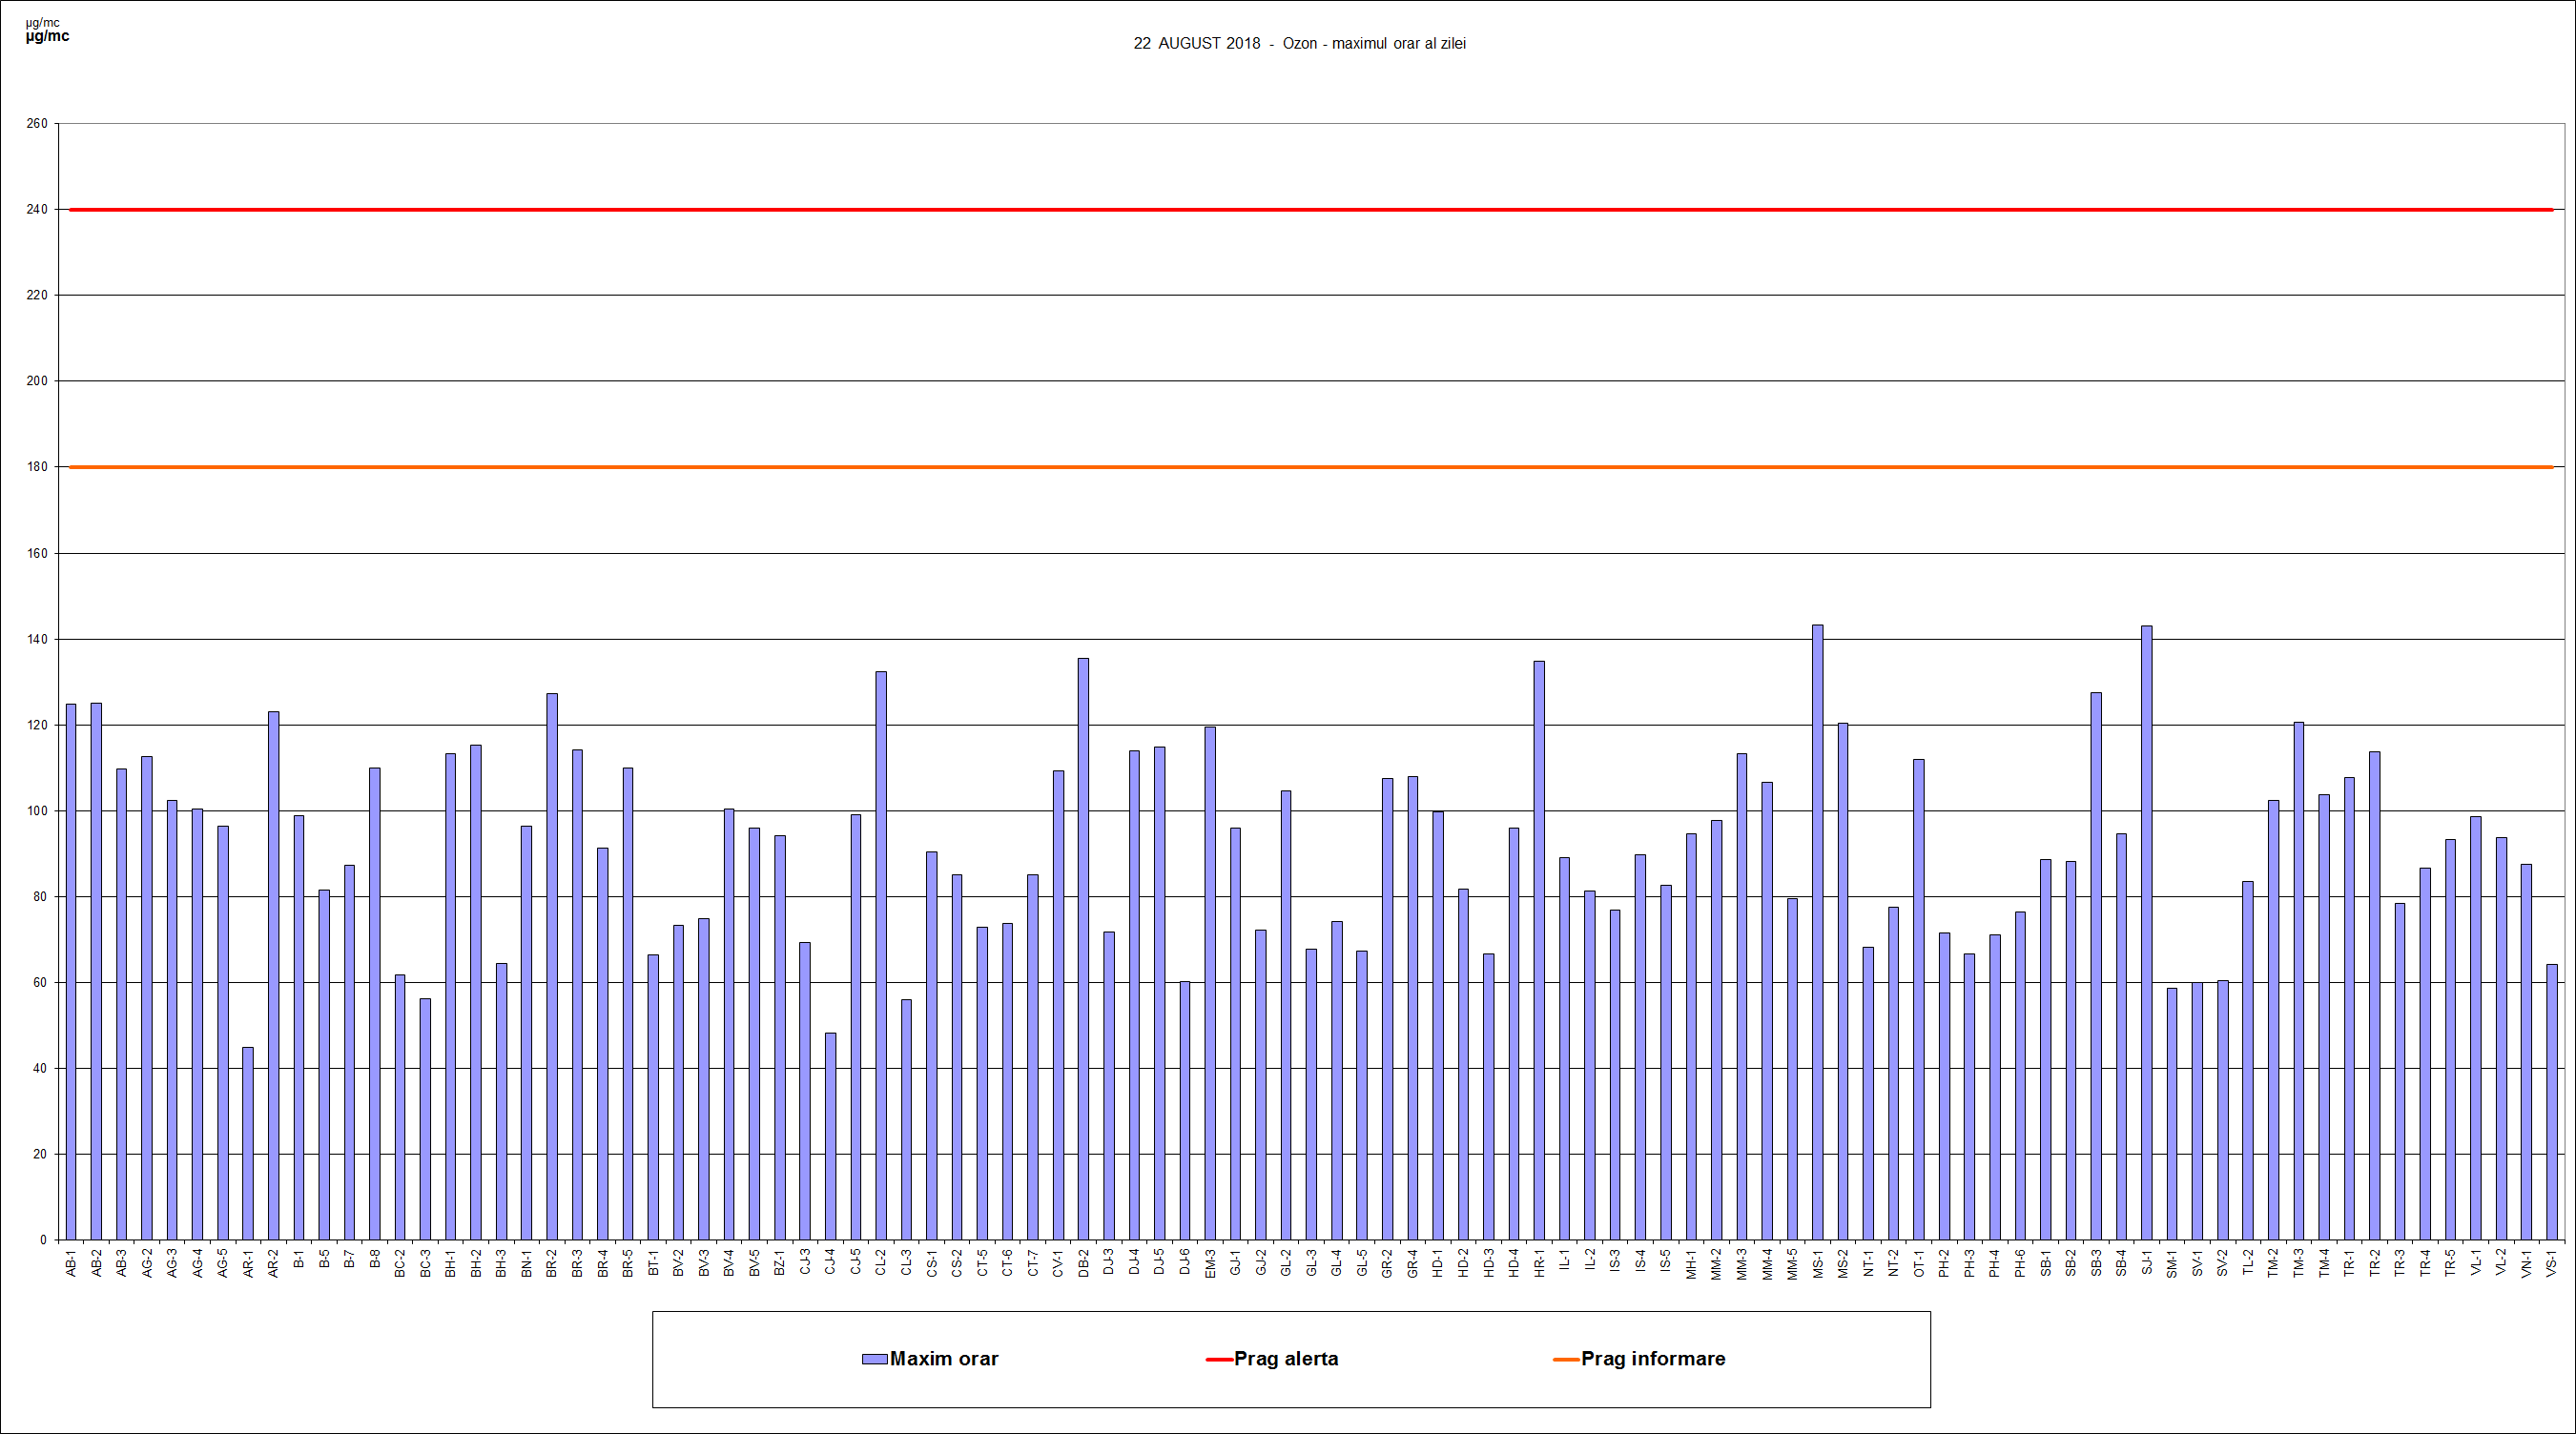 µg/mc
µg/mc
22 AUGUST 2018 - Ozon - maximul orar al zilei
260
240
220
200
180
160
140
120
100
80
60
40
20
0
AB-1 AB-2 AB-3 AG-2 AG-3 AG-4 AG-5 AR-1 AR-2 B-1 B-5 B-7 B-8 BC-2 BC-3 BH-1 BH-2 BH-3 BN-1 BR-2 BR-3 BR-4 BR-5 BT-1 BV-2 BV-3 BV-4 BV-5 BZ-1 CJ-3 CJ-4 CJ-5 CL-2 CL-3 CS-1 CS-2 CT-5 CT-6 CT-7 CV-1 DB-2 DJ-3 DJ-4 DJ-5 DJ-6 EM-3 GJ-1 GJ-2 GL-2 GL-3 GL-4 GL-5 GR-2 GR-4 HD-1 HD-2 HD-3 HD-4 HR-1 IL-1 IL-2 IS-3 IS-4 IS-5 MH-1 MM-2 MM-3 MM-4 MM-5 MS-1 MS-2 NT-1 NT-2 OT-1 PH-2 PH-3 PH-4 PH-6 SB-1 SB-2 SB-3 SB-4 SJ-1 SM-1 SV-1 SV-2 TL-2 TM-2 TM-3 TM-4 TR-1 TR-2 TR-3 TR-4 TR-5 VL-1 VL-2 VN-1 VS-1
Maxim orar Prag alerta Prag informare